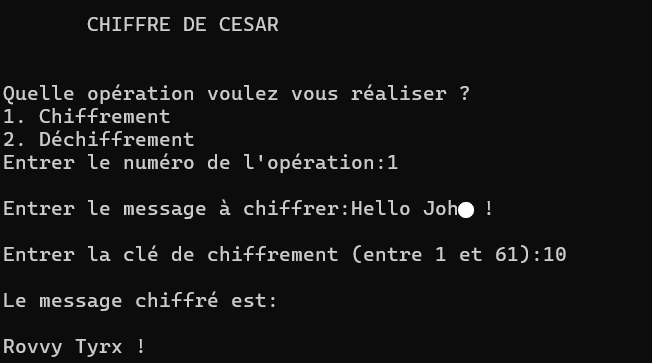 CHIFFRE DE CESAR
Quelle opération voulez vous réaliser ?
1. Chiffrement
2. Déchiffrement
Entrer le numéro de l'opération:1
Entrer le message à chiffrer:Hello !
Entrer la clé de chiffrement (entre 1 et 61):10
Le message chiffré est:
Rovvy Tyrx !